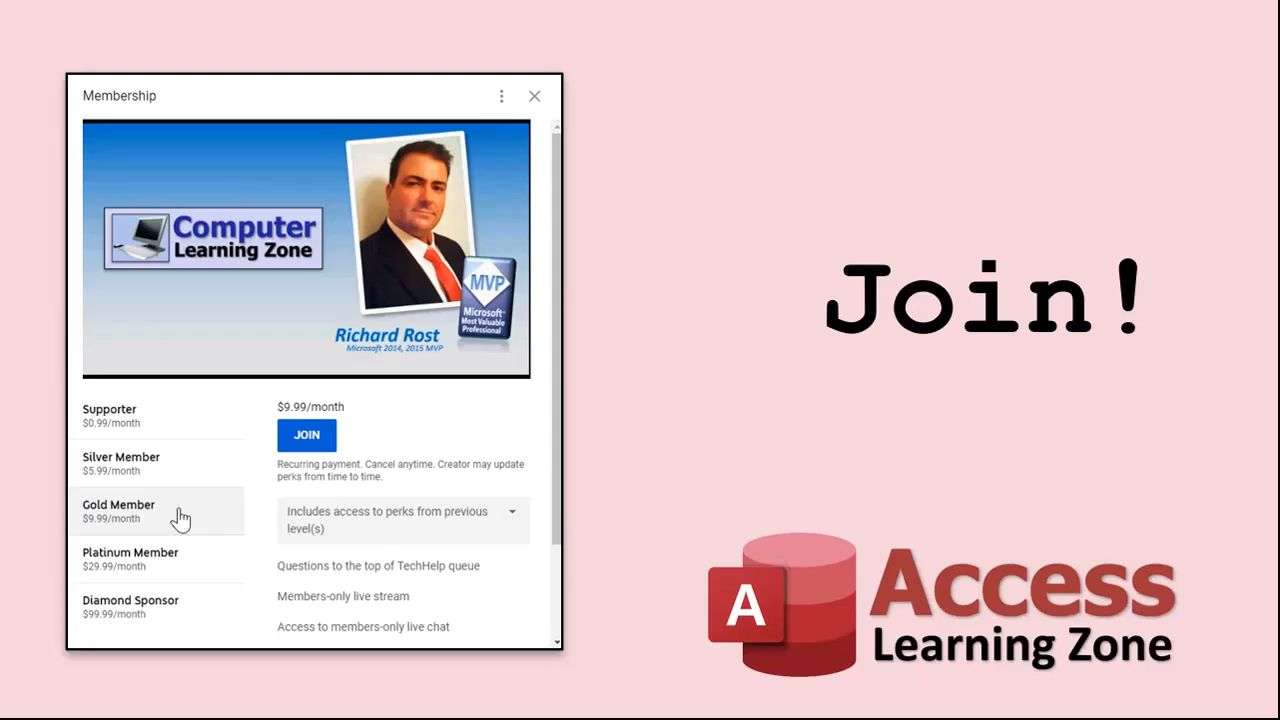 Membership
Computer
Learning Zone
MVP
Microsoft®
Most Valuable
Professional
Richard Rost
Microsoft 2014, 2015 MVP
Supporter
$0.99/month
Silver Member
$5.99/month
Gold Member
$9.99/month
Platinum Member
$29.99/month
Diamond Sponsor
$99.99/month
$9.99/month
JOIN
Recurring payment. Cancel anytime. Creator may update
perks from time to time.
Includes access to perks from previous
level(s)
Questions to the top of TechHelp queue
Members-only live stream
Access to members-only live chat
Join!
A
Access
Learning Zone